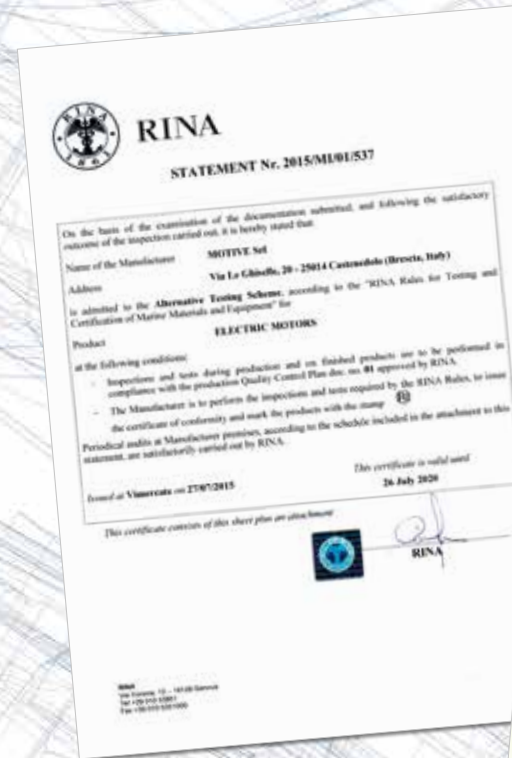 RINA
1861
RINA
STATEMENT Nr. 2015/MI/01/537
On the basis of the examination of the documentation submitted, and following the satisfactory
outcome of the inspection carried out, it is hereby stated that
Name of the Manufacturer MOTIVE Srl
Address Via Le Ghiselle, 20 - 25014 Castenedolo (Brescia, Italy)
is admitted to the Alternative Testing Scheme, according to the "RINA Rules for Testing and
Certification of Marine Materials and Equipment" for
Product ELECTRIC MOTORS
at the following conditions:
- Inspections and tests during production and on finished products are to be performed in
compliance with the production Quality Control Plan doc. no. 01 approved by RINA.
- The Manufacturer is to perform the inspections and tests required by the RINA Rules, to issue
the certificate of conformity and mark the products with the stamp
Periodical audits at Manufacturer premises, according to the schedule included in the attachment to this
statement, are satisfactorily carried out by RINA.
Issued at Vimercate on 27/07/2015
This certificate is valid until
26 July 2020
This certificate consists of this sheet plus an attachment
RINA
RINA